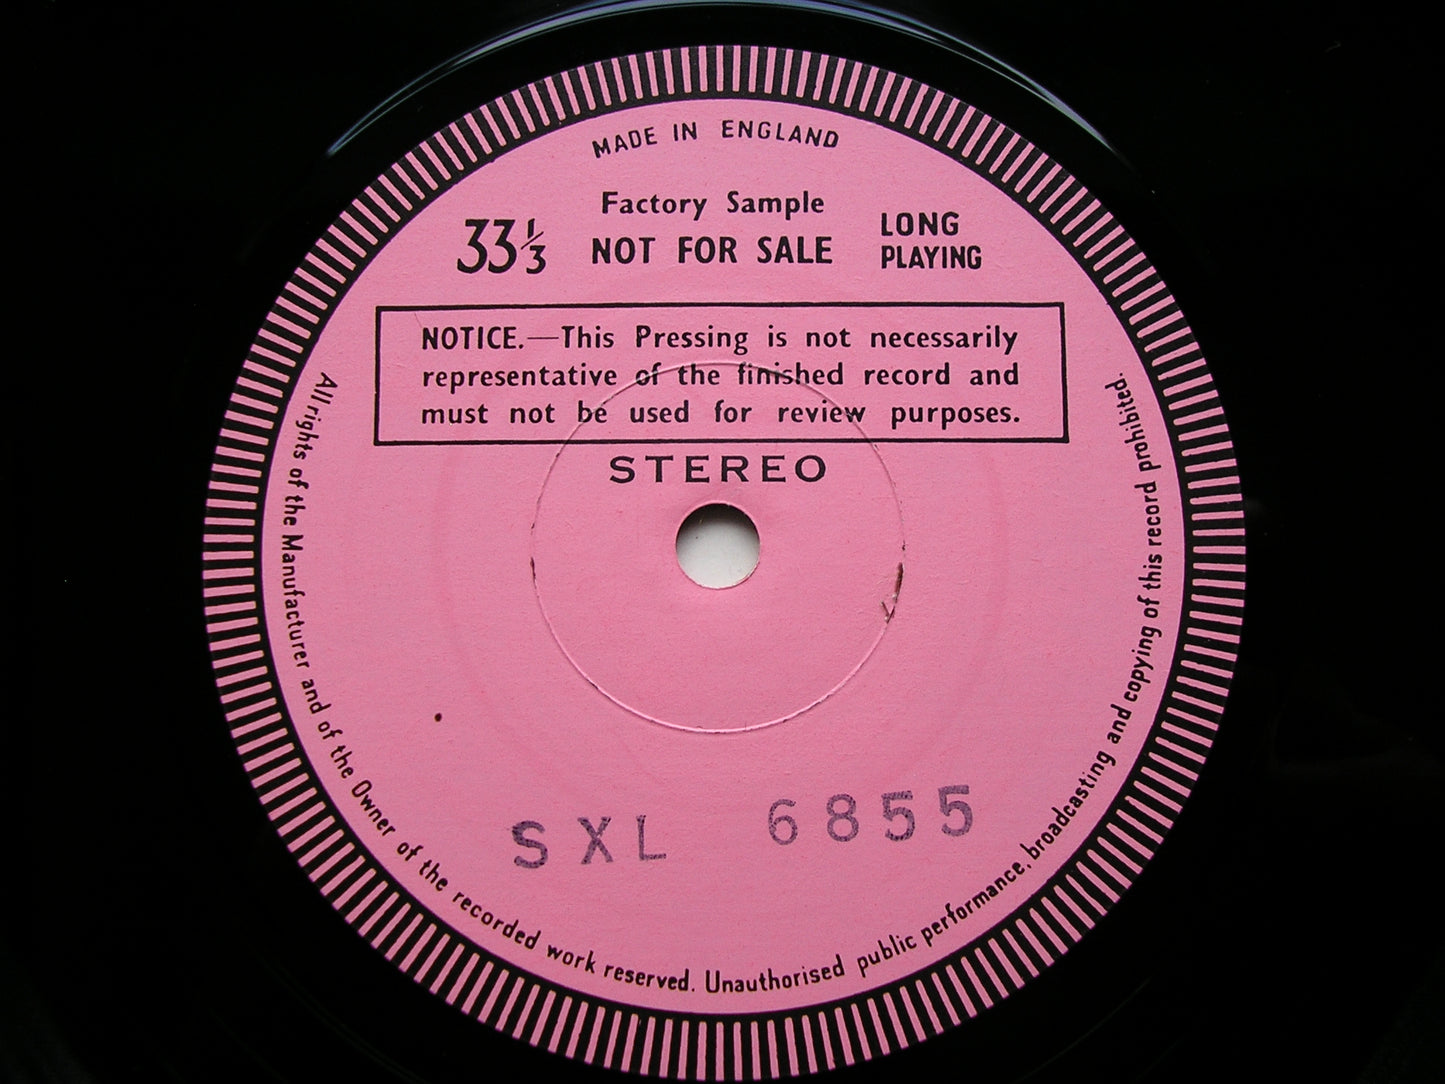 MADE IN ENGLAND
Factory Sample
33⅓ NOT FOR SALE
LONG
PLAYING
NOTICE.—This Pressing is not necessarily
representative of the finished record and
must not be used for review purposes.
STEREO
SXL 6855
All rights of the Manufacturer and of the Owner of the recorded work reserved. Unauthorised public performance, broadcasting and copying of this record prohibited.